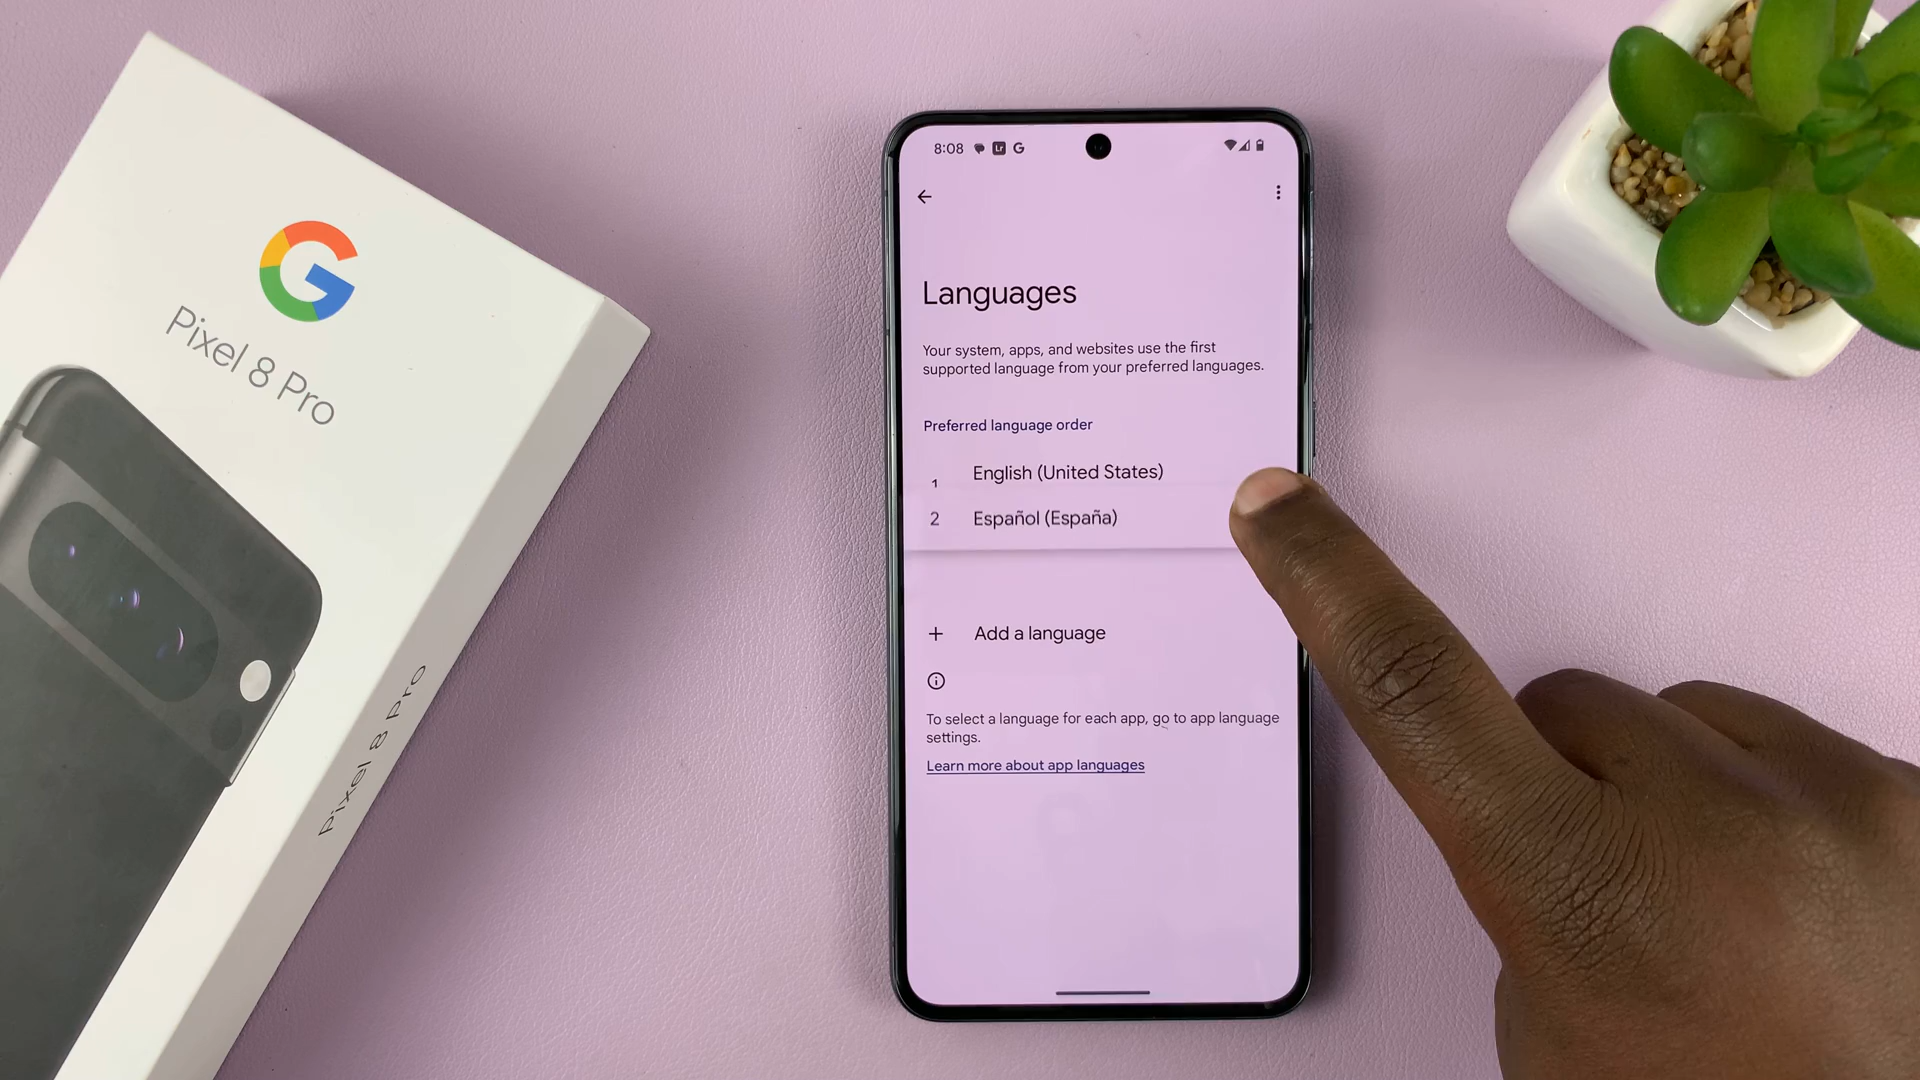 Pixel 8 Pro
Pixel 8 Pro
8:08 Lr G
Languages
Your system, apps, and websites use the first
supported language from your preferred languages.
Preferred language order
1 English (United States)
2 Español (España)
+ Add a language
To select a language for each app, go to app language
settings.
Learn more about app languages